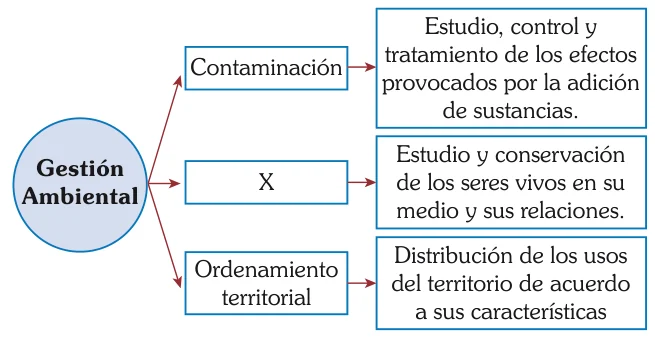 Gestión
Ambiental
Contaminación
Estudio, control y
tratamiento de los efectos
provocados por la adición
de sustancias.
X
Estudio y conservación
de los seres vivos en su
medio y sus relaciones.
Ordenamiento
territorial
Distribución de los usos
del territorio de acuerdo
a sus características